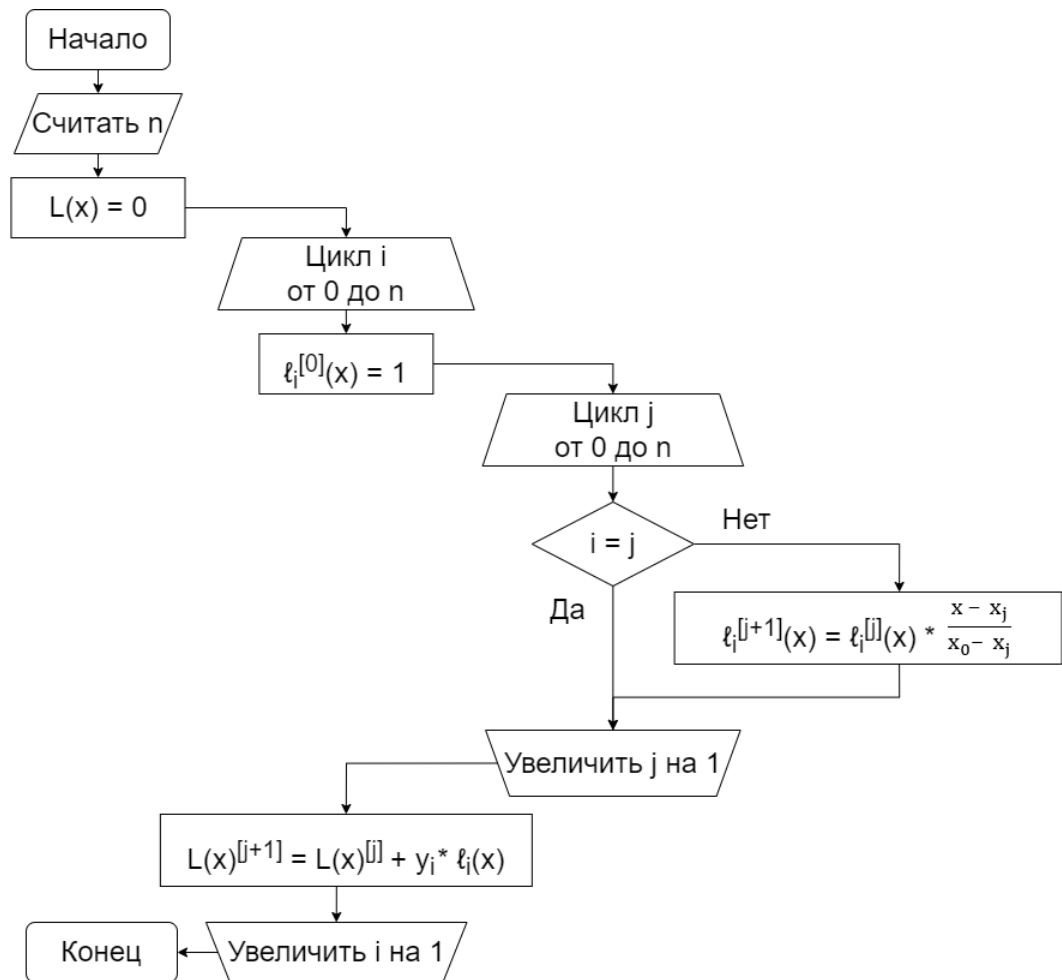 Начало
Считать n
L(x) = 0
Цикл i
от 0 до n
ℓᵢ^[0](x) = 1
Цикл j
от 0 до n
i = j
Нет
Да
ℓᵢ^[j+1](x) = ℓᵢ^[j](x) * (x − xⱼ)/(x₀ − xⱼ)
Увеличить j на 1
L(x)^[j+1] = L(x)^[j] + yᵢ* ℓᵢ(x)
Увеличить i на 1
Конец